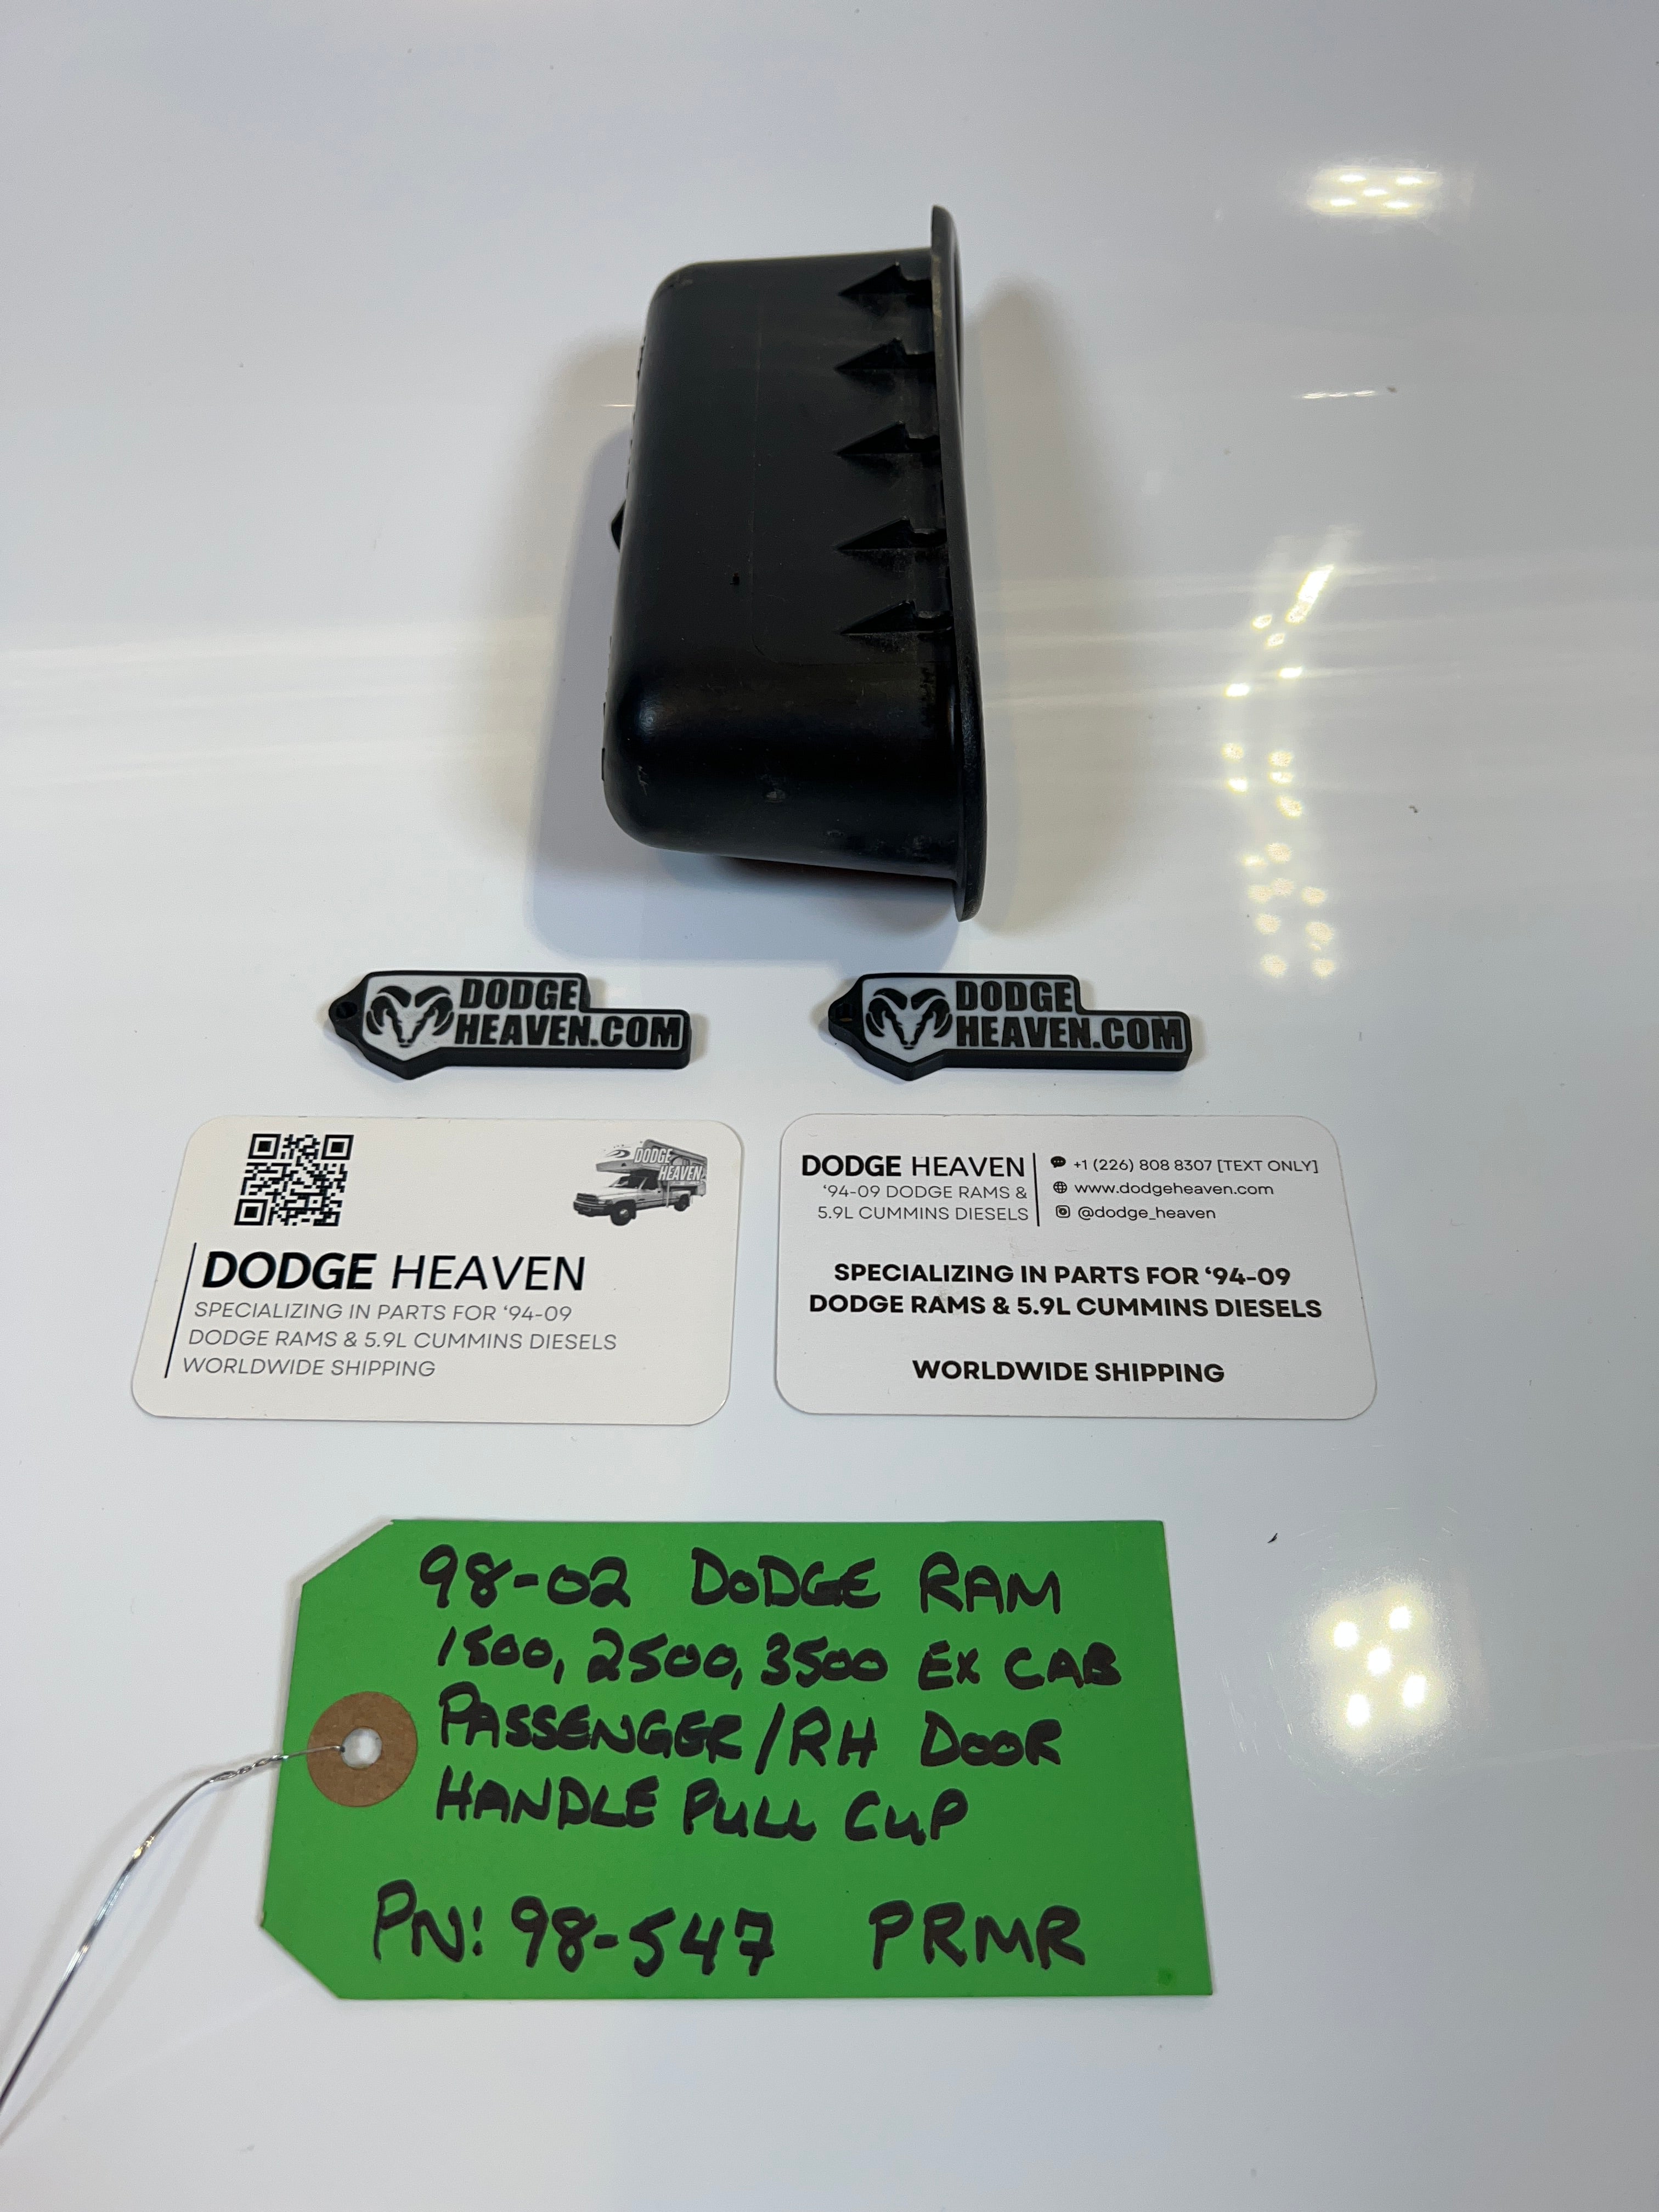 DODGE
HEAVEN.COM
DODGE
HEAVEN.COM
DODGE
HEAVEN
DODGE HEAVEN
SPECIALIZING IN PARTS FOR ‘94-09
DODGE RAMS & 5.9L CUMMINS DIESELS
WORLDWIDE SHIPPING
DODGE HEAVEN
‘94-09 DODGE RAMS &
5.9L CUMMINS DIESELS
+1 (226) 808 8307 [TEXT ONLY]
www.dodgeheaven.com
@dodge_heaven
SPECIALIZING IN PARTS FOR ‘94-09
DODGE RAMS & 5.9L CUMMINS DIESELS
WORLDWIDE SHIPPING
98-02 DODGE RAM
1500, 2500, 3500 EX CAB
PASSENGER/RH DOOR
HANDLE PULL CUP
PN: 98-547 PRMR